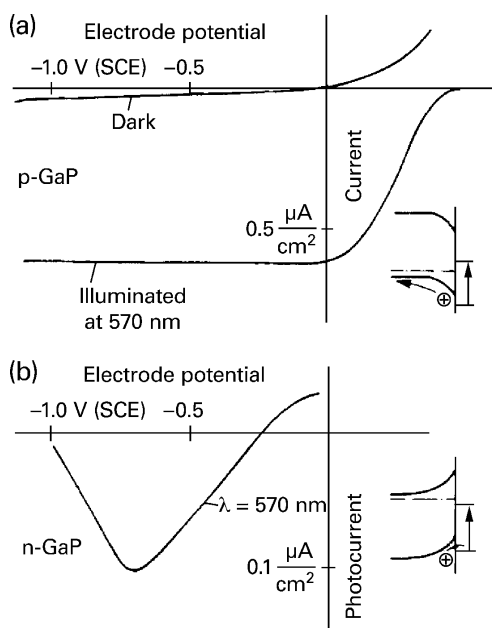 (a)
Electrode potential
–1.0 V (SCE) –0.5
Dark
p-GaP
Current
0.5 μA/cm²
Illuminated
at 570 nm
⊕
(b)
Electrode potential
–1.0 V (SCE) –0.5
λ = 570 nm
n-GaP
Photocurrent
0.1 μA/cm²
⊕